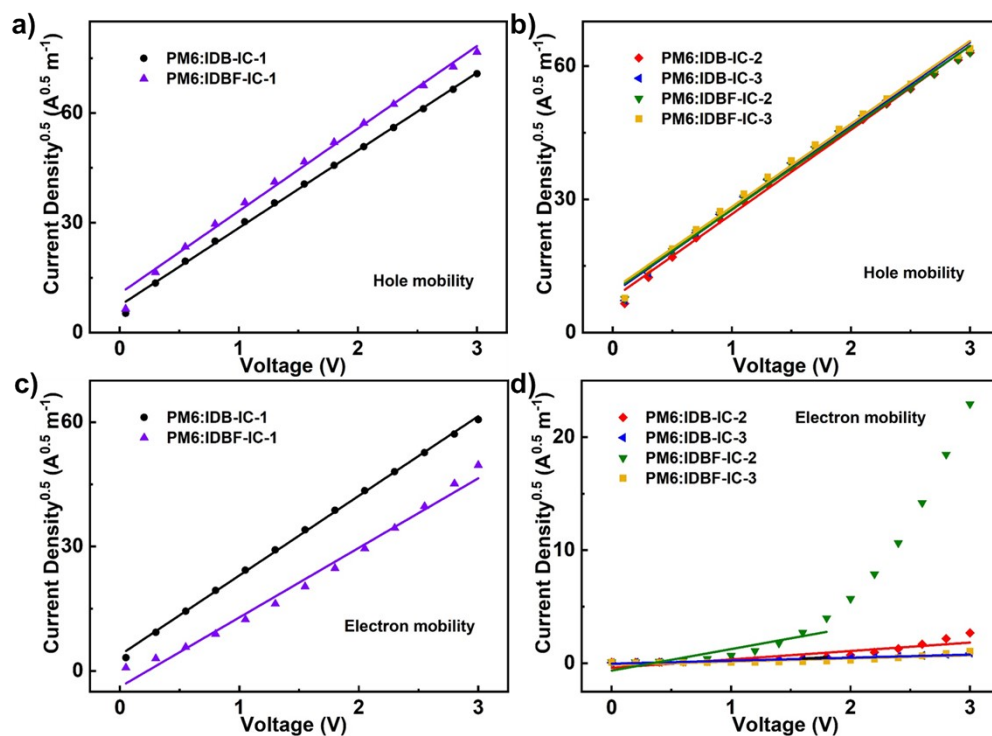 a)
PM6:IDB-IC-1
PM6:IDBF-IC-1
Hole mobility
Current Density^0.5 (A^0.5 m^-1)
60
30
0
0 1 2 3
Voltage (V)
b)
PM6:IDB-IC-2
PM6:IDB-IC-3
PM6:IDBF-IC-2
PM6:IDBF-IC-3
Hole mobility
Current Density^0.5 (A^0.5 m^-1)
60
30
0
0 1 2 3
Voltage (V)
c)
PM6:IDB-IC-1
PM6:IDBF-IC-1
Electron mobility
Current Density^0.5 (A^0.5 m^-1)
60
30
0
0 1 2 3
Voltage (V)
d)
PM6:IDB-IC-2
PM6:IDB-IC-3
PM6:IDBF-IC-2
PM6:IDBF-IC-3
Electron mobility
Current Density^0.5 (A^0.5 m^-1)
20
10
0
0 1 2 3
Voltage (V)